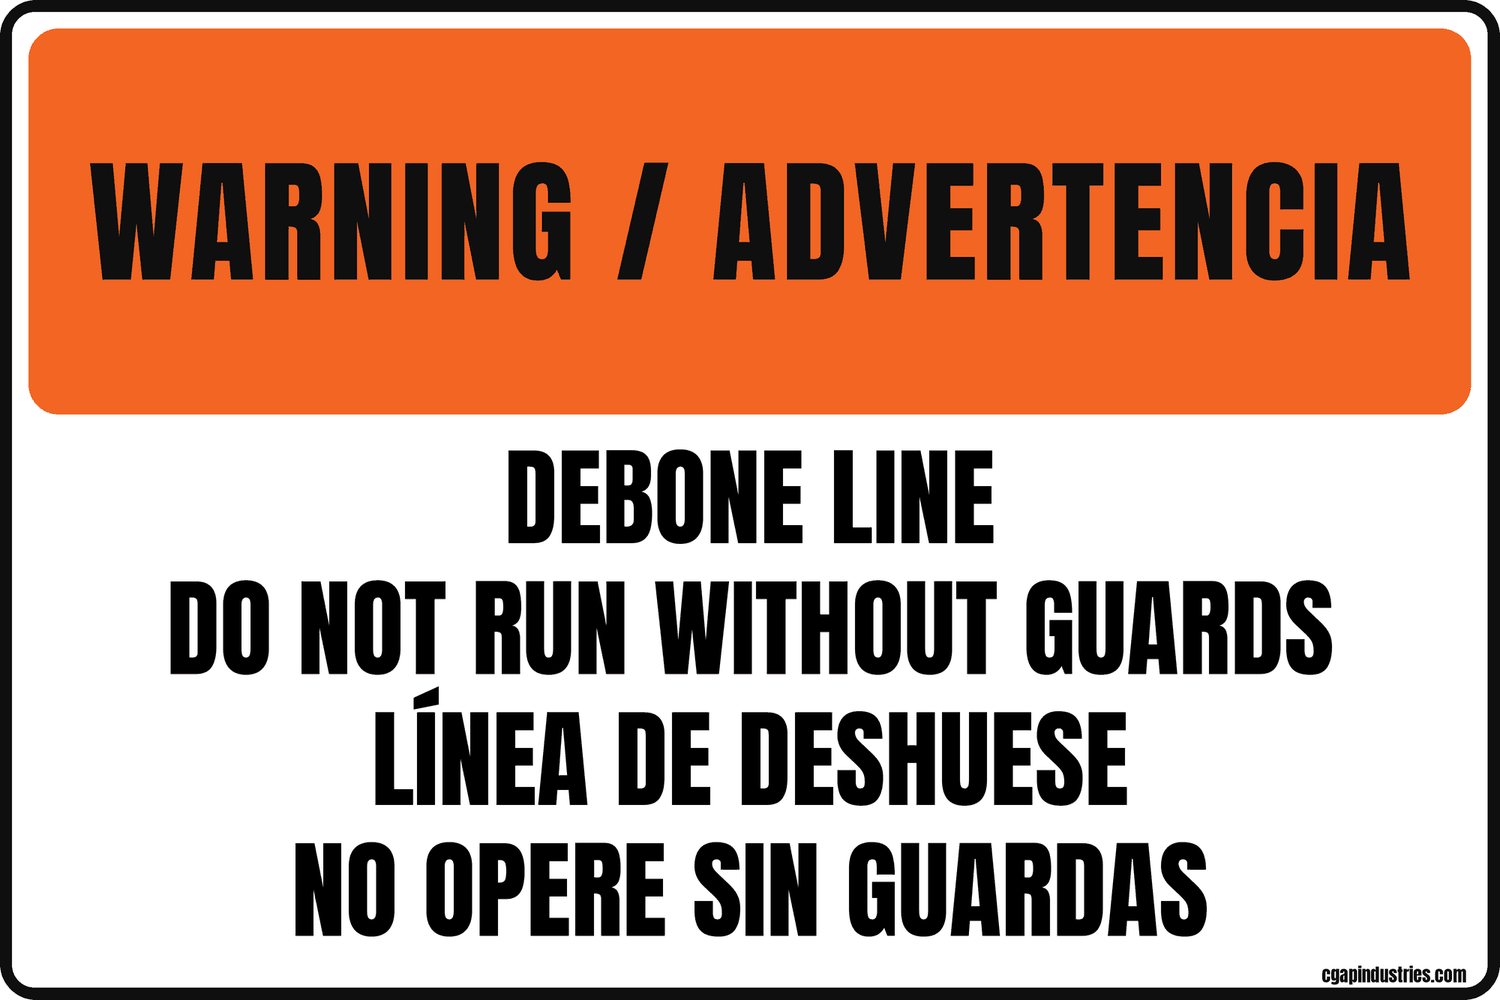 WARNING / ADVERTENCIA
DEBONE LINE
DO NOT RUN WITHOUT GUARDS
LÍNEA DE DESHUESE
NO OPERE SIN GUARDAS
cgapindustries.com